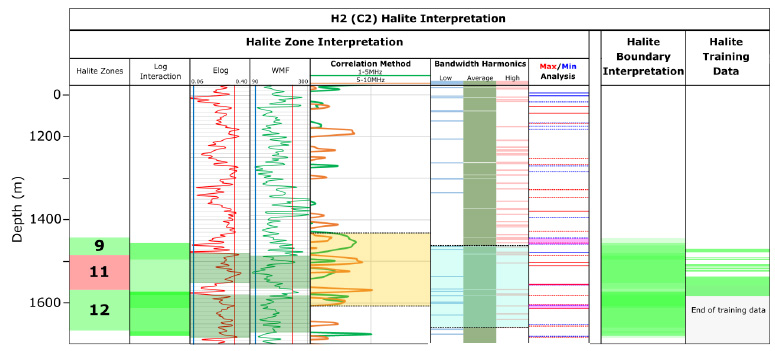 H2 (C2) Halite Interpretation
Halite Zone Interpretation
Halite Zones
Log
Interaction
Elog
0.96 0.40
WMF
90 300
Correlation Method
1-5MHz
5-10MHz
Bandwidth Harmonics
Low Average High
Max/Min
Analysis
Halite
Boundary
Interpretation
Halite
Training
Data
Depth (m)
0
1200
1400
1600
9
11
12
End of training data